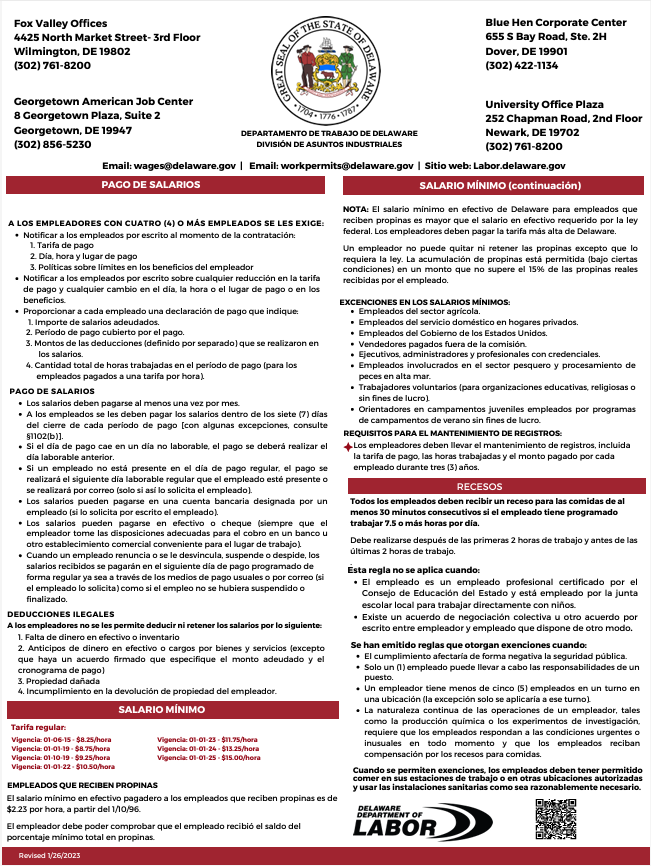 Fox Valley Offices
4425 North Market Street- 3rd Floor
Wilmington, DE 19802
(302) 761-8200
Georgetown American Job Center
8 Georgetown Plaza, Suite 2
Georgetown, DE 19947
(302) 856-5230
GREAT SEAL OF THE STATE OF DELAWARE
1704 • 1776 • 1787
DEPARTAMENTO DE TRABAJO DE DELAWARE
DIVISIÓN DE ASUNTOS INDUSTRIALES
Blue Hen Corporate Center
655 S Bay Road, Ste. 2H
Dover, DE 19901
(302) 422-1134
University Office Plaza
252 Chapman Road, 2nd Floor
Newark, DE 19702
(302) 761-8200
Email: wages@delaware.gov | Email: workpermits@delaware.gov | Sitio web: Labor.delaware.gov
PAGO DE SALARIOS
A LOS EMPLEADORES CON CUATRO (4) O MÁS EMPLEADOS SE LES EXIGE:
• Notificar a los empleados por escrito al momento de la contratación:
1. Tarifa de pago
2. Día, hora y lugar de pago
3. Políticas sobre límites en los beneficios del empleador
• Notificar a los empleados por escrito sobre cualquier reducción en la tarifa
de pago y cualquier cambio en el día, la hora o el lugar de pago o en los
beneficios.
• Proporcionar a cada empleado una declaración de pago que indique:
1. Importe de salarios adeudados.
2. Período de pago cubierto por el pago.
3. Montos de las deducciones (definido por separado) que se realizaron en
los salarios.
4. Cantidad total de horas trabajadas en el período de pago (para los
empleados pagados a una tarifa por hora).
PAGO DE SALARIOS
• Los salarios deben pagarse al menos una vez por mes.
• A los empleados se les deben pagar los salarios dentro de los siete (7) días
del cierre de cada período de pago [con algunas excepciones, consulte
§1102(b)].
• Si el día de pago cae en un día no laborable, el pago se deberá realizar el
día laborable anterior.
• Si un empleado no está presente en el día de pago regular, el pago se
realizará el siguiente día laborable regular que el empleado esté presente o
se realizará por correo (solo si así lo solicita el empleado).
• Los salarios pueden pagarse en una cuenta bancaria designada por un
empleado (si lo solicita por escrito el empleado).
• Los salarios pueden pagarse en efectivo o cheque (siempre que el
empleador tome las disposiciones adecuadas para el cobro en un banco u
otro establecimiento comercial conveniente para el lugar de trabajo).
• Cuando un empleado renuncia o se le desvincula, suspende o despide, los
salarios recibidos se pagarán en el siguiente día de pago programado de
forma regular ya sea a través de los medios de pago usuales o por correo (si
el empleado lo solicita) como si el empleo no se hubiera suspendido o
finalizado.
DEDUCCIONES ILEGALES
A los empleadores no se les permite deducir ni retener los salarios por lo siguiente:
1. Falta de dinero en efectivo o inventario
2. Anticipos de dinero en efectivo o cargos por bienes y servicios (excepto
que haya un acuerdo firmado que especifique el monto adeudado y el
cronograma de pago)
3. Propiedad dañada
4. Incumplimiento en la devolución de propiedad del empleador.
SALARIO MÍNIMO
Tarifa regular:
Vigencia: 01-06-15 - $8.25/hora
Vigencia: 01-01-19 - $8.75/hora
Vigencia: 01-10-19 - $9.25/hora
Vigencia: 01-01-22 - $10.50/hora
Vigencia: 01-01-23 - $11.75/hora
Vigencia: 01-01-24 - $13.25/hora
Vigencia: 01-01-25 - $15.00/hora
EMPLEADOS QUE RECIBEN PROPINAS
El salario mínimo en efectivo pagadero a los empleados que reciben propinas es de
$2.23 por hora, a partir del 1/10/96.
El empleador debe poder comprobar que el empleado recibió el saldo del
porcentaje mínimo total en propinas.
SALARIO MÍNIMO (continuación)
NOTA: El salario mínimo en efectivo de Delaware para empleados que
reciben propinas es mayor que el salario en efectivo requerido por la ley
federal. Los empleadores deben pagar la tarifa más alta de Delaware.
Un empleador no puede quitar ni retener las propinas excepto que lo
requiera la ley. La acumulación de propinas está permitida (bajo ciertas
condiciones) en un monto que no supere el 15% de las propinas reales
recibidas por el empleado.
EXCENCIONES EN LOS SALARIOS MÍNIMOS:
• Empleados del sector agrícola.
• Empleados del servicio doméstico en hogares privados.
• Empleados del Gobierno de los Estados Unidos.
• Vendedores pagados fuera de la comisión.
• Ejecutivos, administradores y profesionales con credenciales.
• Empleados involucrados en el sector pesquero y procesamiento de
peces en alta mar.
• Trabajadores voluntarios (para organizaciones educativas, religiosas o
sin fines de lucro).
• Orientadores en campamentos juveniles empleados por programas
de campamentos de verano sin fines de lucro.
REQUISITOS PARA EL MANTENIMIENTO DE REGISTROS:
Los empleadores deben llevar el mantenimiento de registros, incluida
la tarifa de pago, las horas trabajadas y el monto pagado por cada
empleado durante tres (3) años.
RECESOS
Todos los empleados deben recibir un receso para las comidas de al
menos 30 minutos consecutivos si el empleado tiene programado
trabajar 7.5 o más horas por día.
Debe realizarse después de las primeras 2 horas de trabajo y antes de las
últimas 2 horas de trabajo.
Esta regla no se aplica cuando:
• El empleado es un empleado profesional certificado por el
Consejo de Educación del Estado y está empleado por la junta
escolar local para trabajar directamente con niños.
• Existe un acuerdo de negociación colectiva u otro acuerdo por
escrito entre empleador y empleado que dispone de otro modo.
Se han emitido reglas que otorgan exenciones cuando:
• El cumplimiento afectaría de forma negativa la seguridad pública.
• Solo un (1) empleado puede llevar a cabo las responsabilidades de un
puesto.
• Un empleador tiene menos de cinco (5) empleados en un turno en
una ubicación (la excepción solo se aplicaría a ese turno).
• La naturaleza continua de las operaciones de un empleador, tales
como la producción química o los experimentos de investigación,
requiere que los empleados respondan a las condiciones urgentes o
inusuales en todo momento y que los empleados reciban
compensación por los recesos para comidas.
Cuando se permiten exenciones, los empleados deben tener permitido
comer en sus estaciones de trabajo o en otras ubicaciones autorizadas
y usar las instalaciones sanitarias como sea razonablemente necesario.
DELAWARE
DEPARTMENT OF
LABOR
Revised 1/26/2023